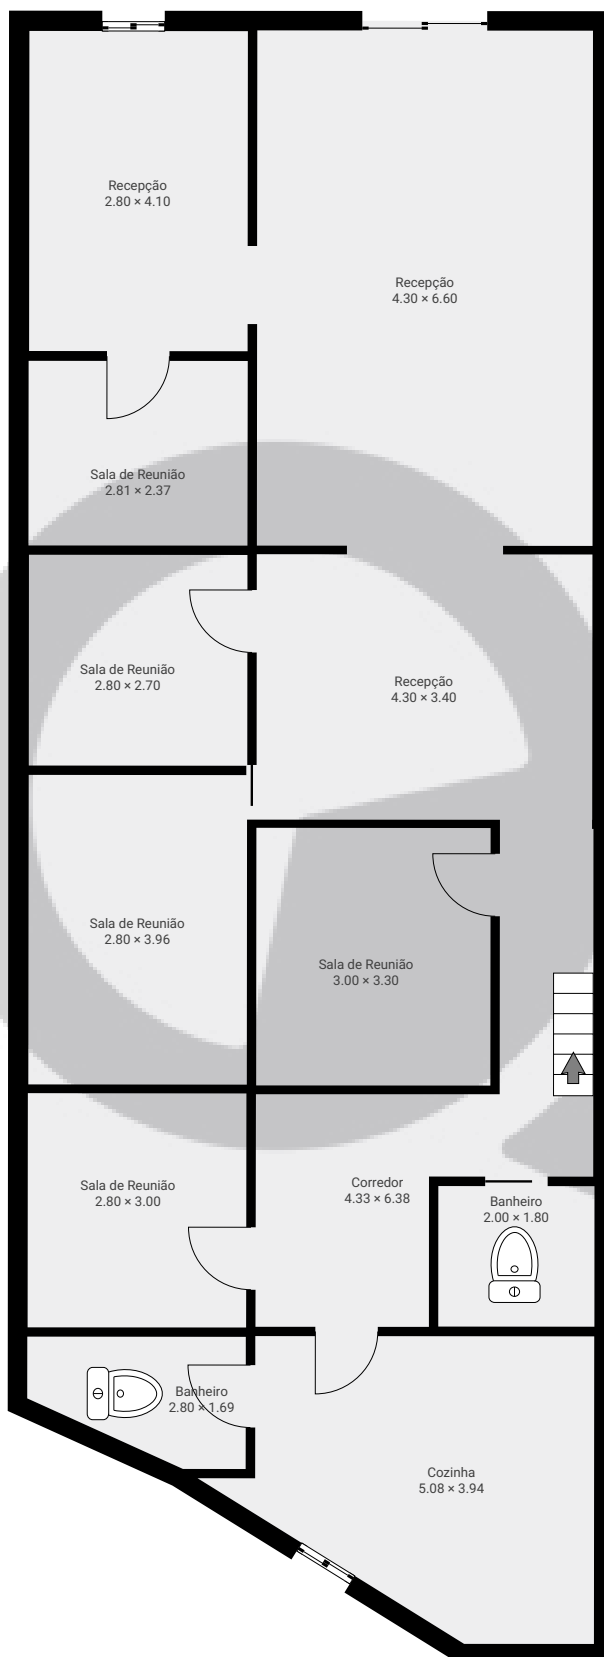 Recepção
2.80 × 4.10
Recepção
4.30 × 6.60
Sala de Reunião
2.81 × 2.37
Sala de Reunião
2.80 × 2.70
Recepção
4.30 × 3.40
Sala de Reunião
2.80 × 3.96
Sala de Reunião
3.00 × 3.30
Sala de Reunião
2.80 × 3.00
Corredor
4.33 × 6.38
Banheiro
2.00 × 1.80
Banheiro
2.80 × 1.69
Cozinha
5.08 × 3.94